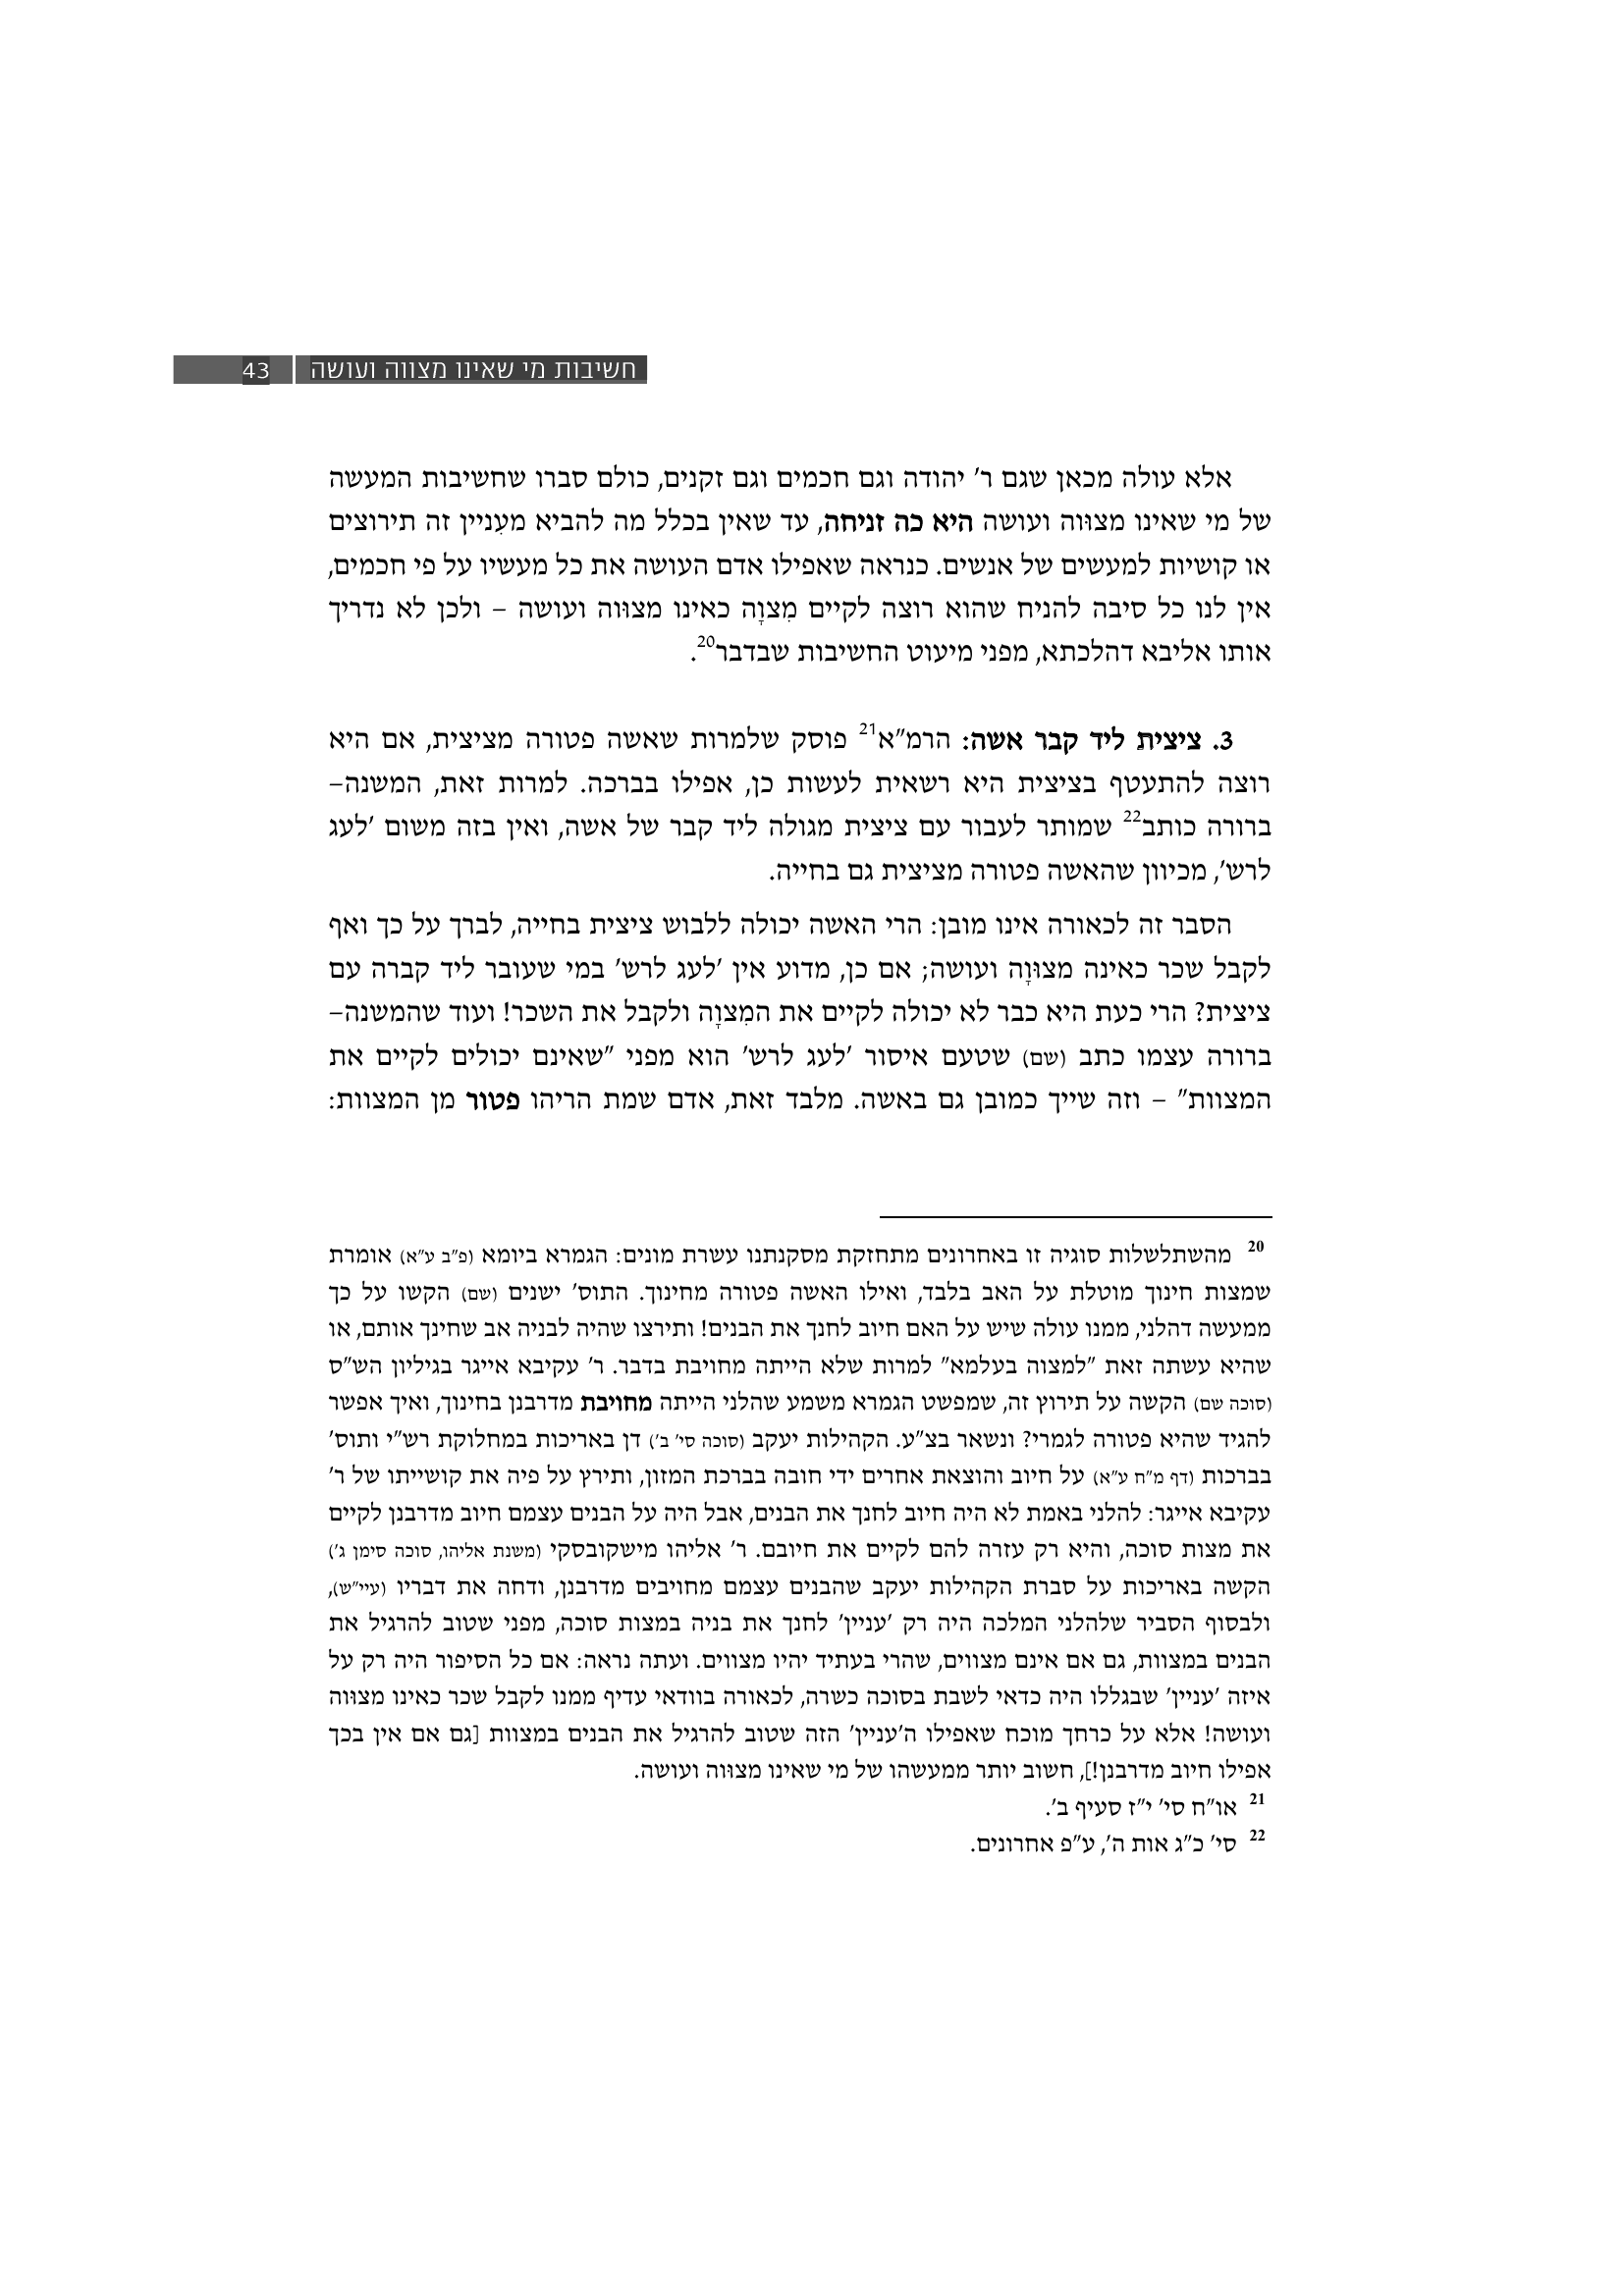 חשיבות מי שאינו מצווה ועושה 43
אלא עולה מכאן שגם ר' יהודה וגם חכמים וגם זקנים, כולם סברו שחשיבות המעשה
של מי שאינו מצוּוה ועושה היא כה זניחה, עד שאין בכלל מה להביא מעִניין זה תירוצים
או קושיות למעשים של אנשים. כנראה שאפילו אדם העושה את כל מעשיו על פי חכמים,
אין לנו כל סיבה להניח שהוא רוצה לקיים מִצוָה כאינו מצוּוה ועושה – ולכן לא נדריך
אותו אליבא דהלכתא, מפני מיעוט החשיבות שבדבר20.
3. ציצית ליד קבר אשה: הרמ"א21 פוסק שלמרות שאשה פטורה מציצית, אם היא
רוצה להתעטף בציצית היא רשאית לעשות כן, אפילו בברכה. למרות זאת, המשנה–
ברורה כותב22 שמותר לעבור עם ציצית מגולה ליד קבר של אשה, ואין בזה משום 'לעג
לרש', מכיוון שהאשה פטורה מציצית גם בחייה.
הסבר זה לכאורה אינו מובן: הרי האשה יכולה ללבוש ציצית בחייה, לברך על כך ואף
לקבל שכר כאינה מצוּוָה ועושה; אם כן, מדוע אין 'לעג לרש' במי שעובר ליד קברה עם
ציצית? הרי כעת היא כבר לא יכולה לקיים את המִצוָה ולקבל את השכר! ועוד שהמשנה–
ברורה עצמו כתב (שם) שטעם איסור 'לעג לרש' הוא מפני "שאינם יכולים לקיים את
המצוות" – וזה שייך כמובן גם באשה. מלבד זאת, אדם שמת הריהו פטור מן המצוות:
20 מהשתלשלות סוגיה זו באחרונים מתחזקת מסקנתנו עשרת מונים: הגמרא ביומא (פ"ב ע"א) אומרת
שמצות חינוך מוטלת על האב בלבד, ואילו האשה פטורה מחינוך. התוס' ישנים (שם) הקשו על כך
ממעשה דהלני, ממנו עולה שיש על האם חיוב לחנך את הבנים! ותירצו שהיה לבניה אב שחינך אותם, או
שהיא עשתה זאת "למצוה בעלמא" למרות שלא הייתה מחויבת בדבר. ר' עקיבא אייגר בגיליון הש"ס
(סוכה שם) הקשה על תירוץ זה, שמפשט הגמרא משמע שהלני הייתה מחויבת מדרבנן בחינוך, ואיך אפשר
להגיד שהיא פטורה לגמרי? ונשאר בצ"ע. הקהילות יעקב (סוכה סי' ב') דן באריכות במחלוקת רש"י ותוס'
בברכות (דף מ"ח ע"א) על חיוב והוצאת אחרים ידי חובה בברכת המזון, ותירץ על פיה את קושייתו של ר'
עקיבא אייגר: להלני באמת לא היה חיוב לחנך את הבנים, אבל היה על הבנים עצמם חיוב מדרבנן לקיים
את מצות סוכה, והיא רק עזרה להם לקיים את חיובם. ר' אליהו מישקובסקי (משנת אליהו, סוכה סימן ג')
הקשה באריכות על סברת הקהילות יעקב שהבנים עצמם מחויבים מדרבנן, ודחה את דבריו (עיי"ש),
ולבסוף הסביר שלהלני המלכה היה רק 'עניין' לחנך את בניה במצות סוכה, מפני שטוב להרגיל את
הבנים במצוות, גם אם אינם מצווים, שהרי בעתיד יהיו מצווים. ועתה נראה: אם כל הסיפור היה רק על
איזה 'עניין' שבגללו היה כדאי לשבת בסוכה כשרה, לכאורה בוודאי עדיף ממנו לקבל שכר כאינו מצוּוה
ועושה! אלא על כרחך מוכח שאפילו ה'עניין' הזה שטוב להרגיל את הבנים במצוות [גם אם אין בכך
אפילו חיוב מדרבנן!], חשוב יותר ממעשהו של מי שאינו מצוּוה ועושה.
21 או"ח סי' י"ז סעיף ב'.
22 סי' כ"ג אות ה', ע"פ אחרונים.